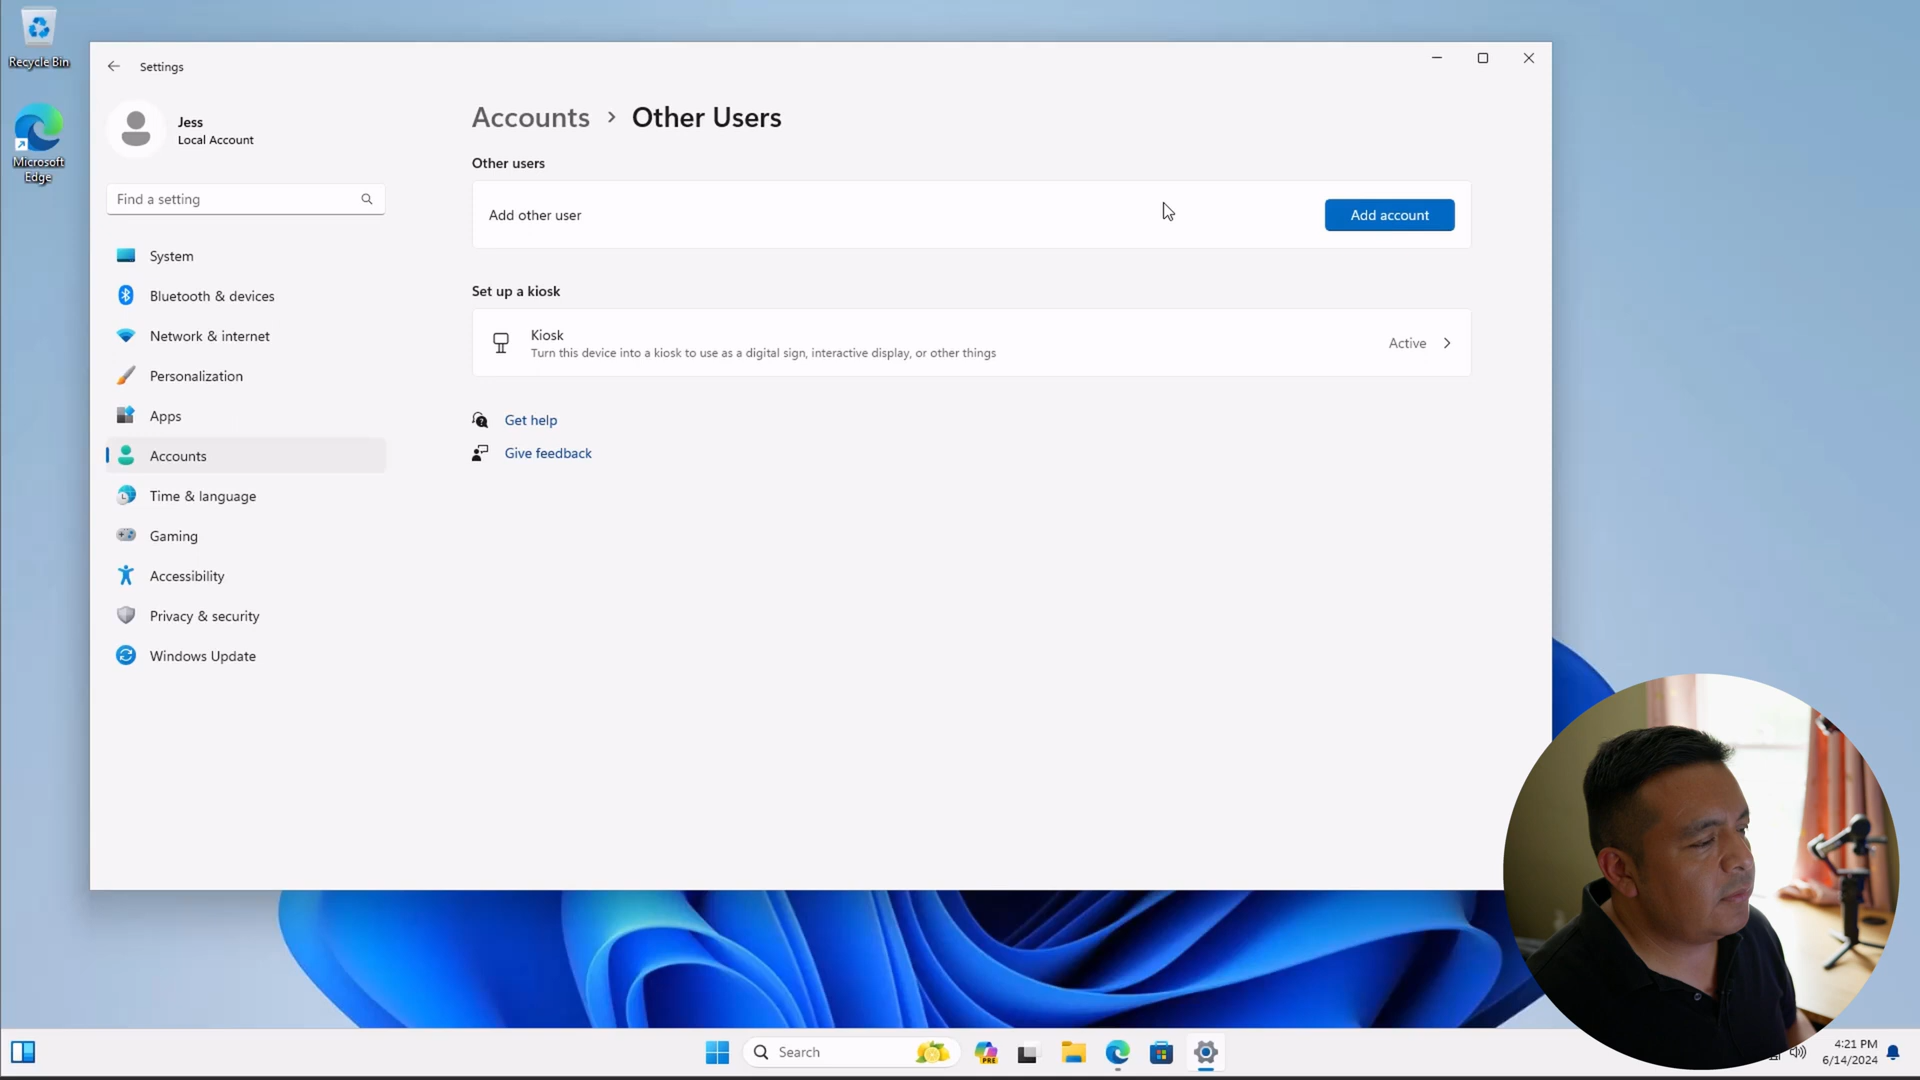 Recycle Bin
Microsoft
Edge
Settings
Jess
Local Account
Find a setting
System
Bluetooth & devices
Network & internet
Personalization
Apps
Accounts
Time & language
Gaming
Accessibility
Privacy & security
Windows Update
Accounts > Other Users
Other users
Add other user
Add account
Set up a kiosk
Kiosk
Turn this device into a kiosk to use as a digital sign, interactive display, or other things
Active
Get help
Give feedback
Search
PRE
4:21 PM
6/14/2024